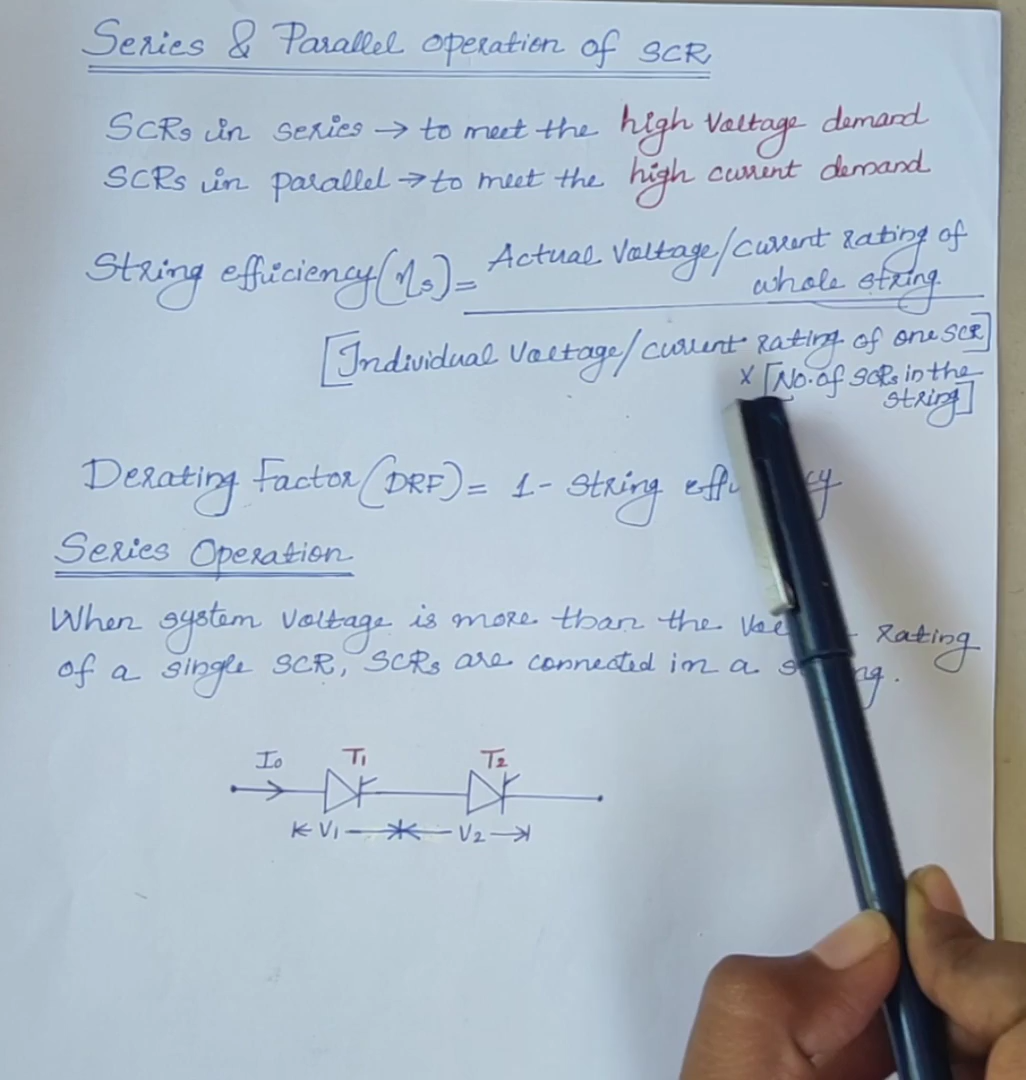 Series & Parallel operation of SCR
SCRs in series → to meet the high Voltage demand
SCRs in parallel → to meet the high current demand
String efficiency (ηs) = Actual Voltage/current rating of
whole string
[Individual Voltage/current rating of one SCR]
x [No. of SCRs in the
string]
Derating Factor (DRF) = 1 - String
Series Operation
When system voltage is more than the rating
of a single SCR, SCRs are connected in a
I0 T1 T2
V1 V2